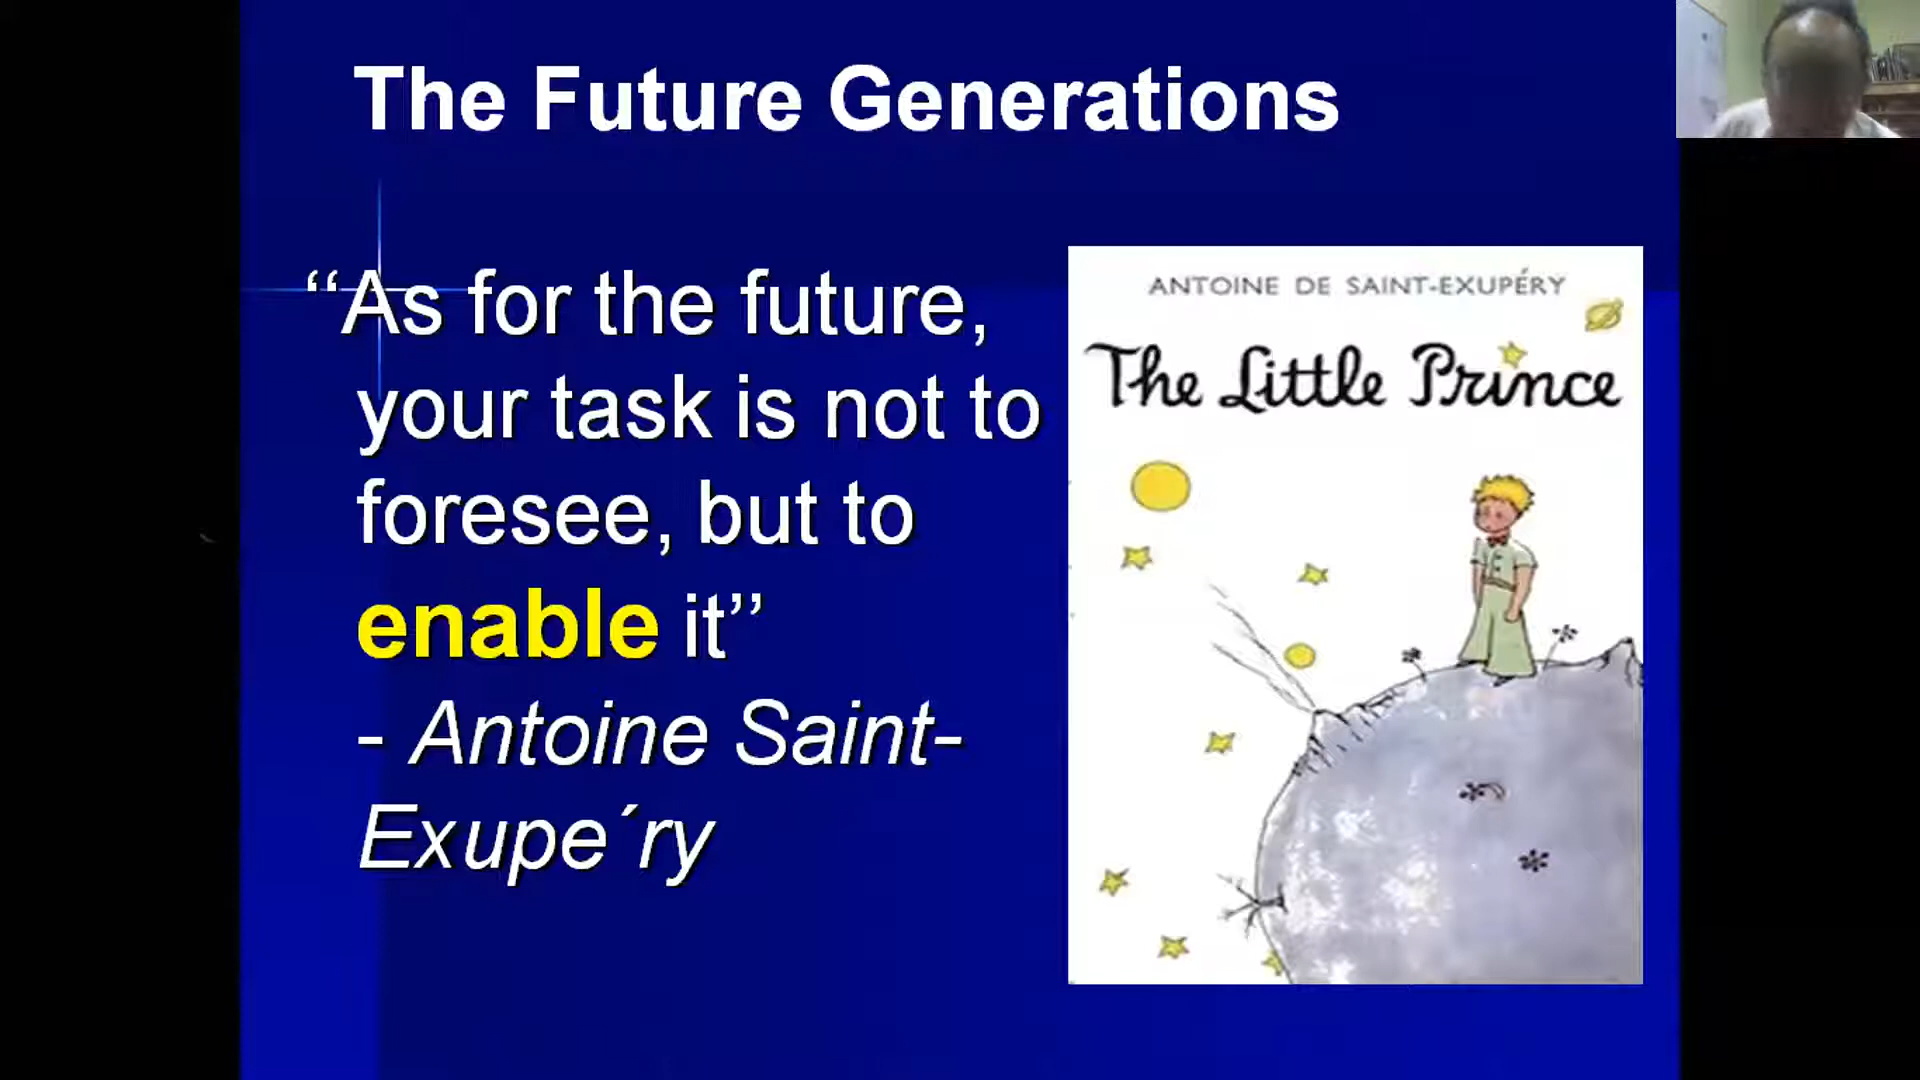 The Future Generations
“As for the future,
your task is not to
foresee, but to
enable it”
- Antoine Saint-
Exupe´ry
ANTOINE DE SAINT-EXUPÉRY
The Little Prince